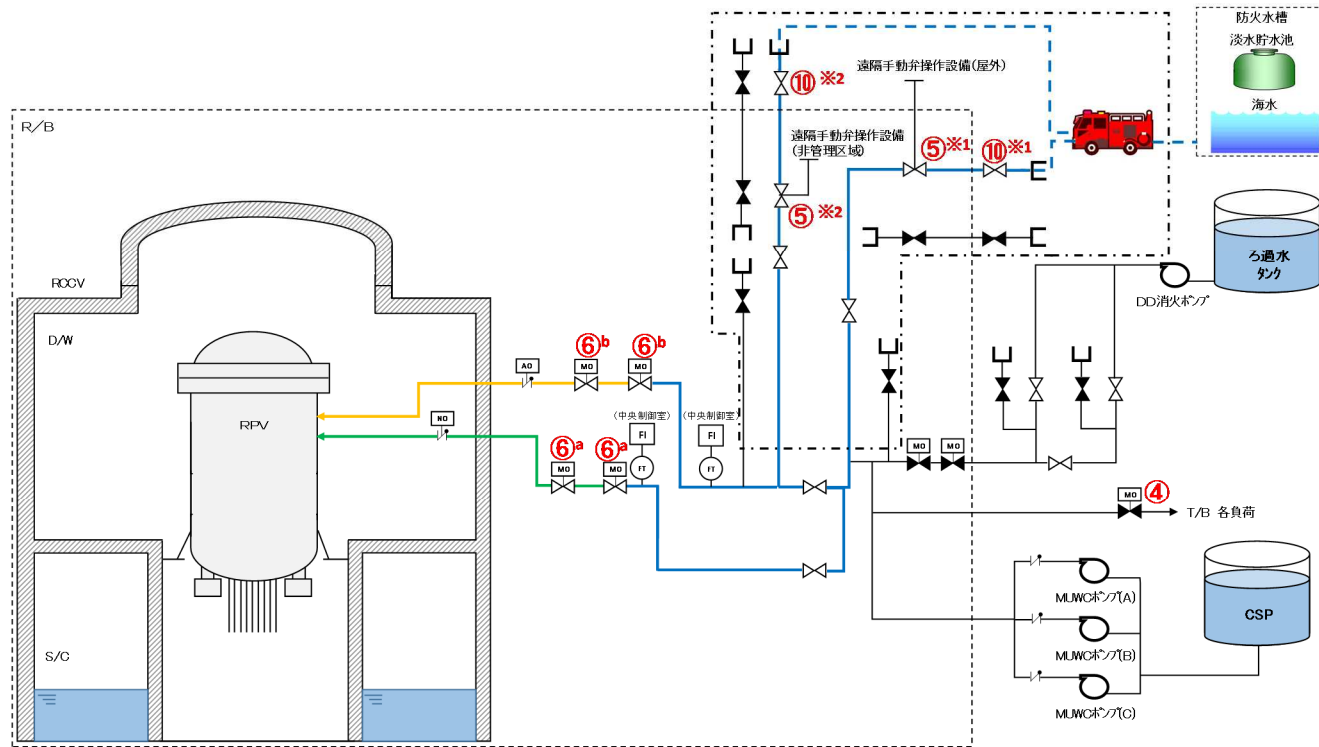 防火水槽
淡水貯水池
海水
遠隔手動弁操作設備(屋外)
⑩※2
R/B
遠隔手動弁操作設備
(非管理区域)
⑤※1
⑩※1
⑤※2
ろ過水
タンク
DD消火ポンプ
RCCV
D/W
⑥b
⑥b
AO
MO
MO
RPV
NO
(中央制御室)
(中央制御室)
FI
FI
⑥a
⑥a
MO
MO
FT
FT
MO
MO
MO
④
T/B 各負荷
MUWCポンプ(A)
CSP
MUWCポンプ(B)
S/C
MUWCポンプ(C)